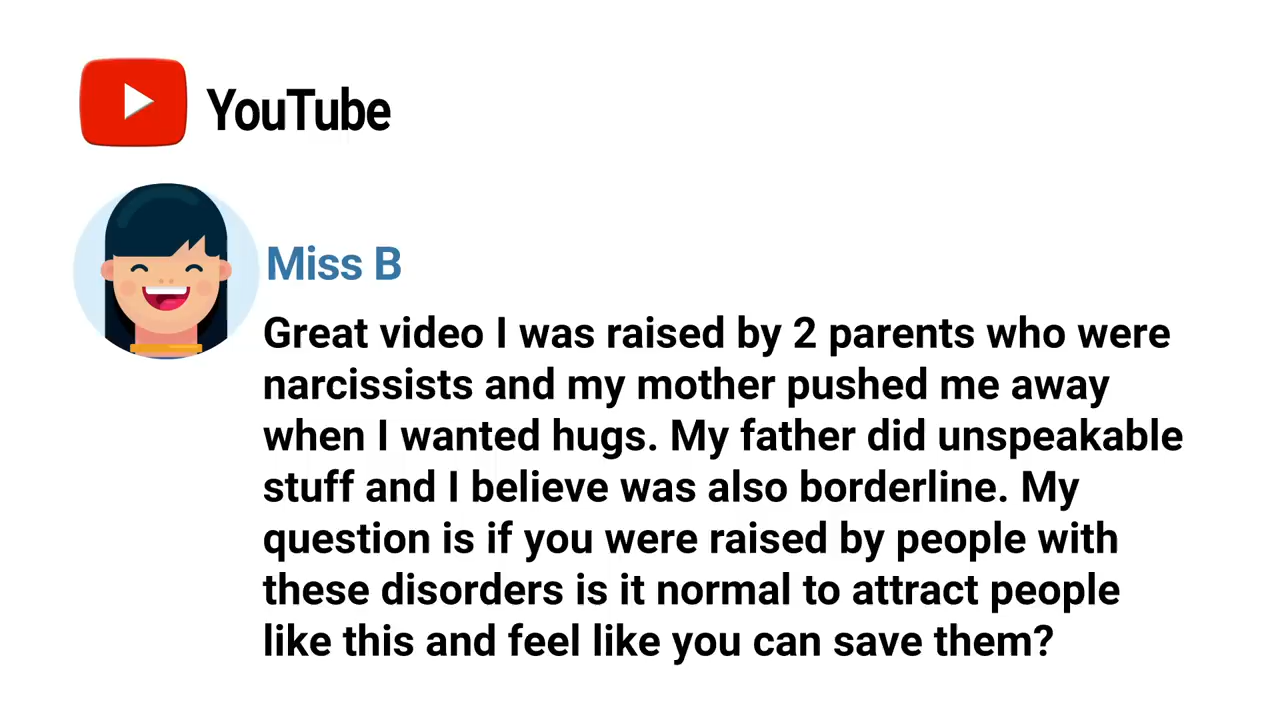 YouTube
Miss B
Great video I was raised by 2 parents who were
narcissists and my mother pushed me away
when I wanted hugs. My father did unspeakable
stuff and I believe was also borderline. My
question is if you were raised by people with
these disorders is it normal to attract people
like this and feel like you can save them?